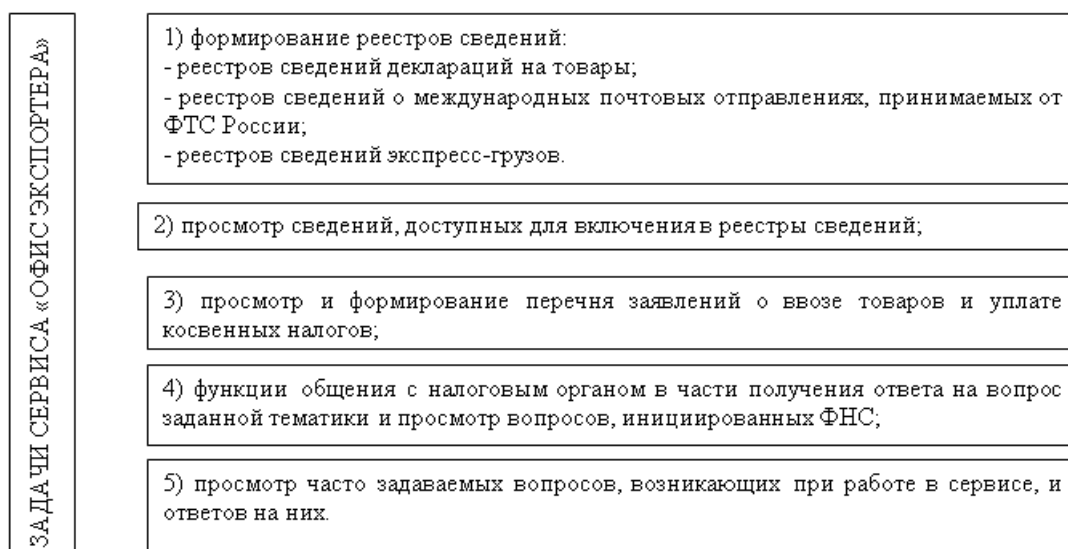 ЗАДАЧИ СЕРВИСА «ОФИС ЭКСПОРТЕРА»
1) формирование реестров сведений:
- реестров сведений деклараций на товары;
- реестров сведений о международных почтовых отправлениях, принимаемых от
ФТС России;
- реестров сведений экспресс-грузов.
2) просмотр сведений, доступных для включения в реестры сведений;
3) просмотр и формирование перечня заявлений о ввозе товаров и уплате
косвенных налогов;
4) функции общения с налоговым органом в части получения ответа на вопрос
заданной тематики и просмотр вопросов, инициированных ФНС;
5) просмотр часто задаваемых вопросов, возникающих при работе в сервисе, и
ответов на них.